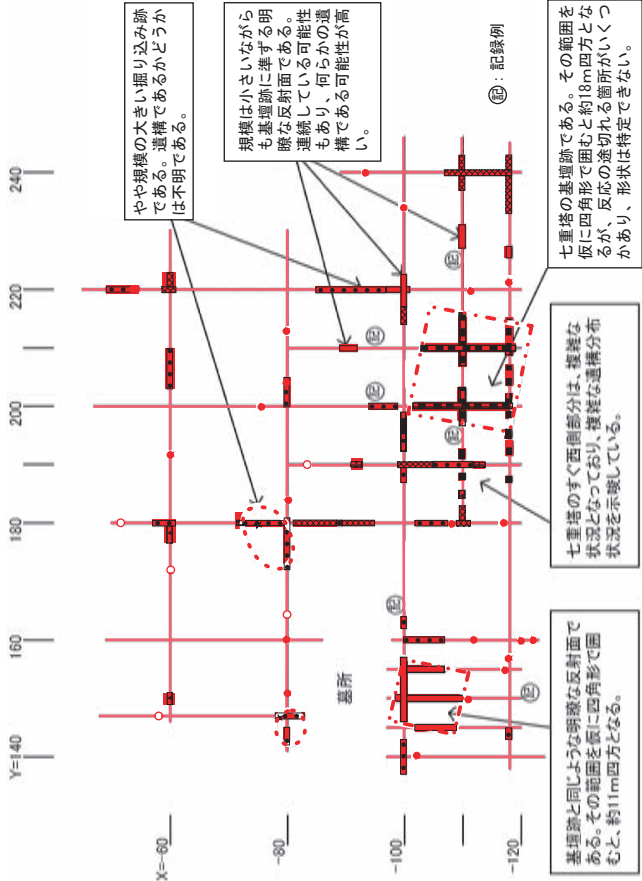 やや規模の大きい掘り込み跡
である。遺構であるかどうか
は不明である。
規模は小さいながら
も基壇跡に準ずる明
瞭な反射面である。
連続している可能性
もあり、何らかの遺
構である可能性が高
い。
㊢：記録例
七重塔の基壇跡である。その範囲を
仮に四角形で囲むと約18m四方とな
るが、反応の途切れる箇所がいくつ
かあり、形状は特定できない。
七重塔のすぐ西側部分は、複雑な
状況となっており、複雑な遺構分布
状況を示唆している。
基壇跡と同じような明瞭な反射面で
ある。その範囲を仮に四角形で囲
むと、約11m四方となる。
墓所
Y=140
160
180
200
220
240
X=-60
-80
-100
-120
記
記
記
記
記
記